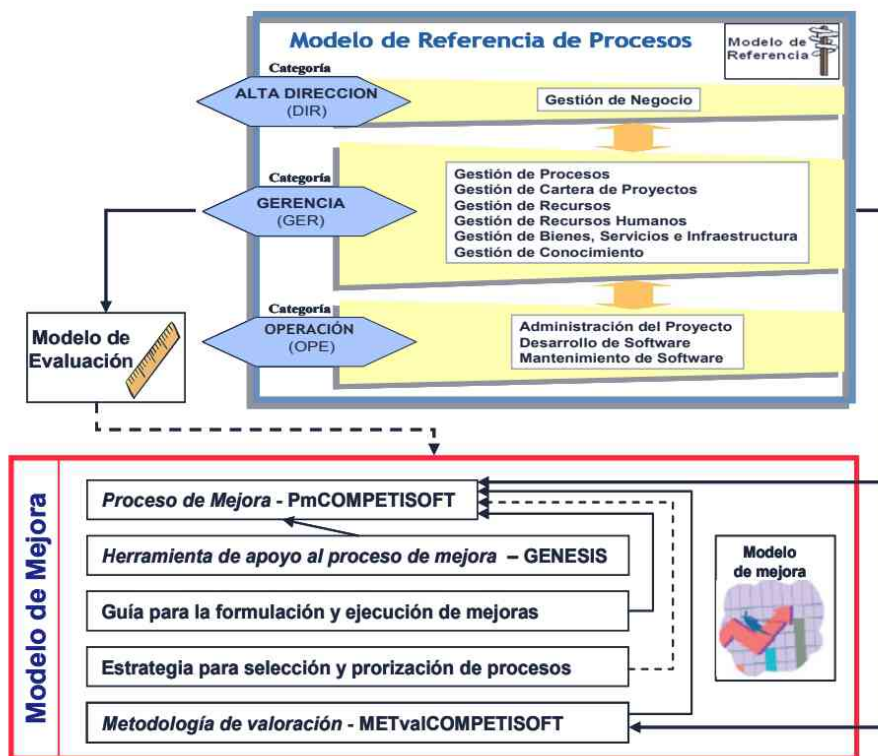 Modelo de Referencia de Procesos
Modelo de
Referencia
Categoría
ALTA DIRECCION
(DIR)
Gestión de Negocio
Categoría
GERENCIA
(GER)
Gestión de Procesos
Gestión de Cartera de Proyectos
Gestión de Recursos
Gestión de Recursos Humanos
Gestión de Bienes, Servicios e Infraestructura
Gestión de Conocimiento
Categoría
OPERACIÓN
(OPE)
Administración del Proyecto
Desarrollo de Software
Mantenimiento de Software
Modelo de
Evaluación
Modelo de Mejora
Proceso de Mejora - PmCOMPETISOFT
Herramienta de apoyo al proceso de mejora – GENESIS
Guía para la formulación y ejecución de mejoras
Estrategia para selección y prorización de procesos
Metodología de valoración - METvalCOMPETISOFT
Modelo
de mejora